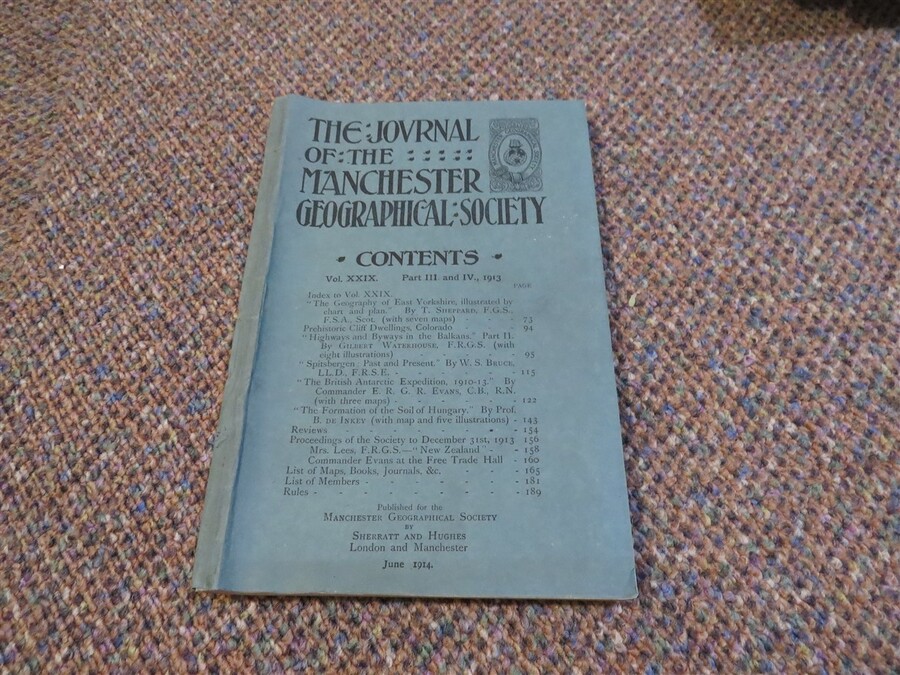 THE : JOVRNAL
OF : THE : : : : :
MANCHESTER
GEOGRAPHICAL : SOCIETY
CONTENTS
Vol. XXIX. Part III and IV., 1913
PAGE
Index to Vol. XXIX.
"The Geography of East Yorkshire, illustrated by
chart and plan." By T. SHEPPARD, F.G.S.,
F.S.A., Scot. (with seven maps) - - - 73
Prehistoric Cliff Dwellings, Colorado - - - 94
"Highways and Byways in the Balkans." Part II.
By GILBERT WATERHOUSE, F.R.G.S. (with
eight illustrations) - - - - - - 95
"Spitsbergen: Past and Present." By W. S. BRUCE,
LL.D., F.R.S.E. - - - - - - - 115
"The British Antarctic Expedition, 1910-13." By
Commander E. R. G. R. EVANS, C.B., R.N.
(with three maps) - - - - - - 122
"The Formation of the Soil of Hungary." By Prof.
B. DE INKEY (with map and five illustrations) - 143
Reviews - - - - - - - - - 154
Proceedings of the Society to December 31st, 1913 156
Mrs. Lees, F.R.G.S.—"New Zealand" - - 158
Commander Evans at the Free Trade Hall - 160
List of Maps, Books, Journals, &c. - - - - 165
List of Members - - - - - - - 181
Rules - - - - - - - - - - 189
Published for the
MANCHESTER GEOGRAPHICAL SOCIETY
BY
SHERRATT AND HUGHES
London and Manchester
June 1914.